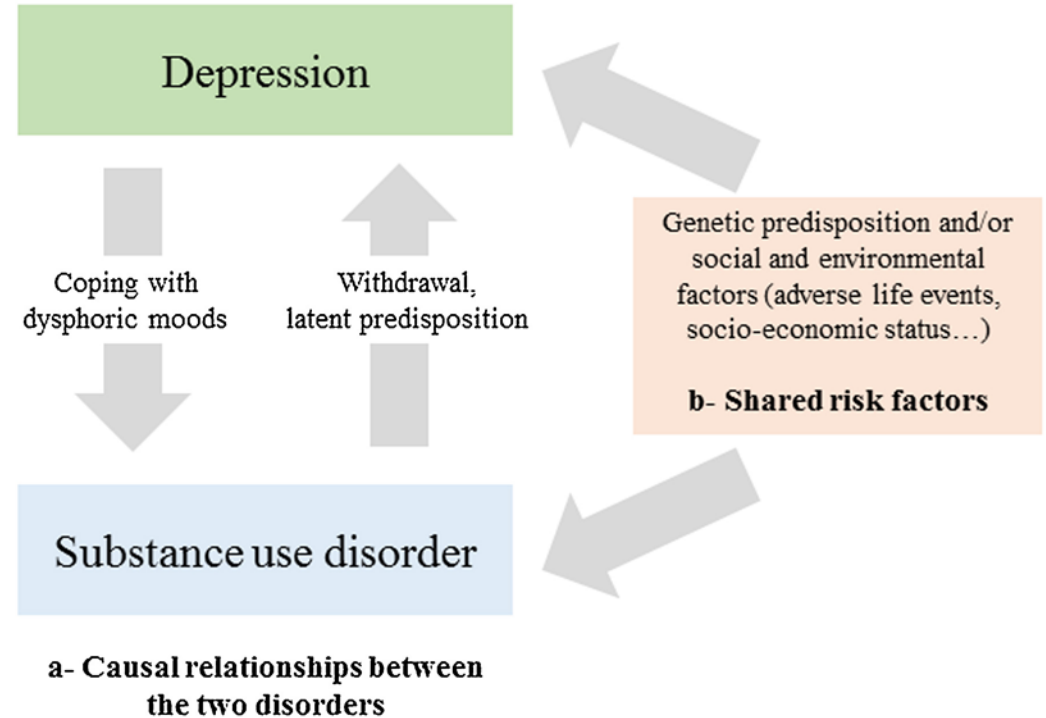 Depression
Coping with
dysphoric moods
Withdrawal,
latent predisposition
Genetic predisposition and/or
social and environmental
factors (adverse life events,
socio-economic status…)
b- Shared risk factors
Substance use disorder
a- Causal relationships between
the two disorders